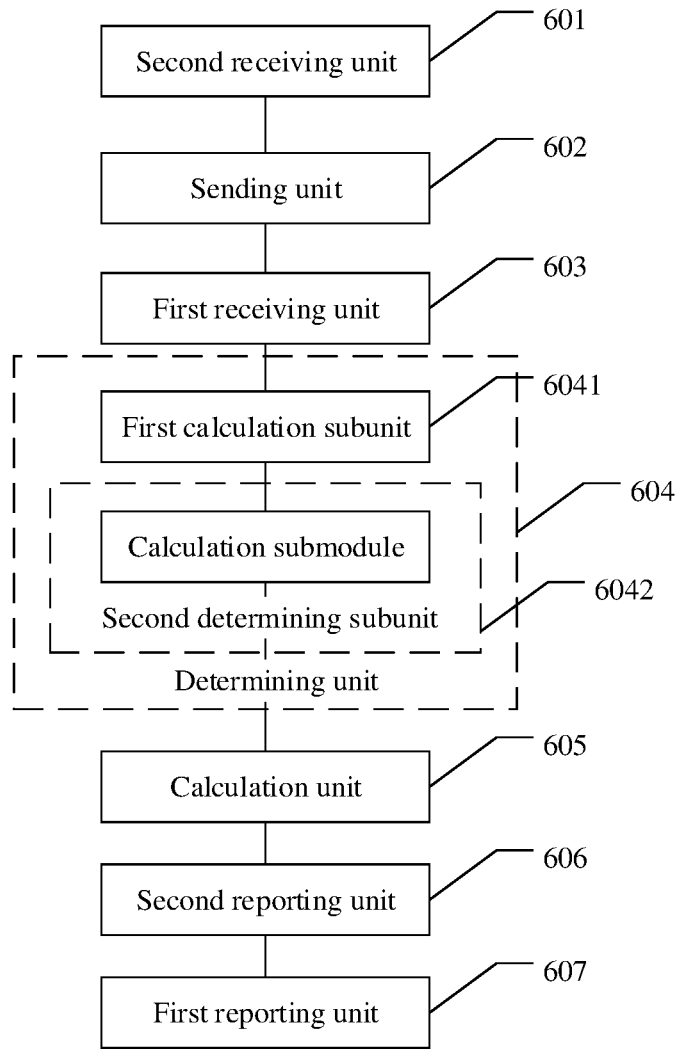 601
Second receiving unit
602
Sending unit
603
First receiving unit
6041
First calculation subunit
604
Calculation submodule
6042
Second determining subunit
Determining unit
605
Calculation unit
606
Second reporting unit
607
First reporting unit